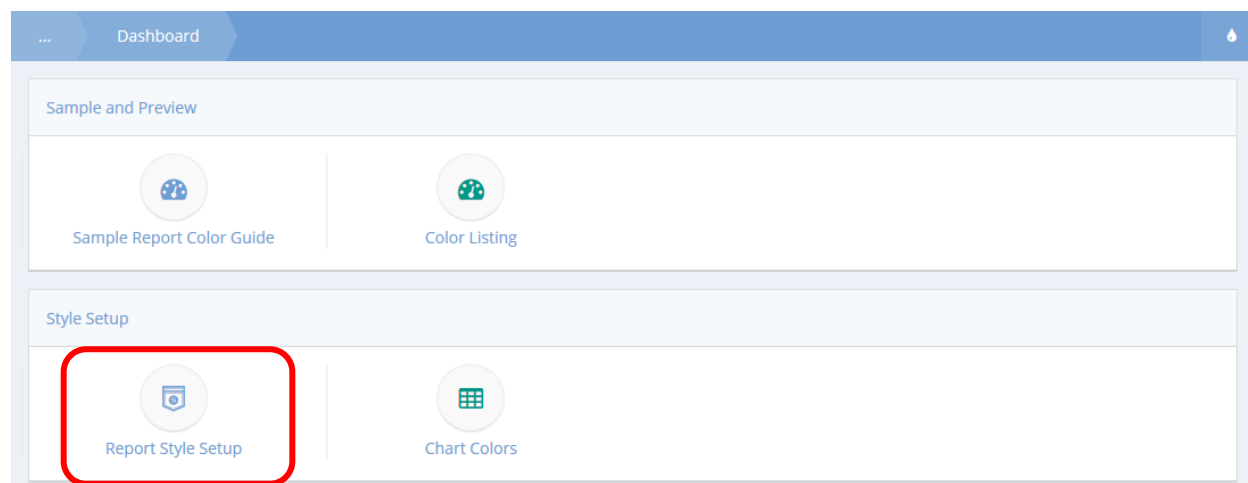 ... Dashboard
Sample and Preview
Sample Report Color Guide
Color Listing
Style Setup
Report Style Setup
Chart Colors